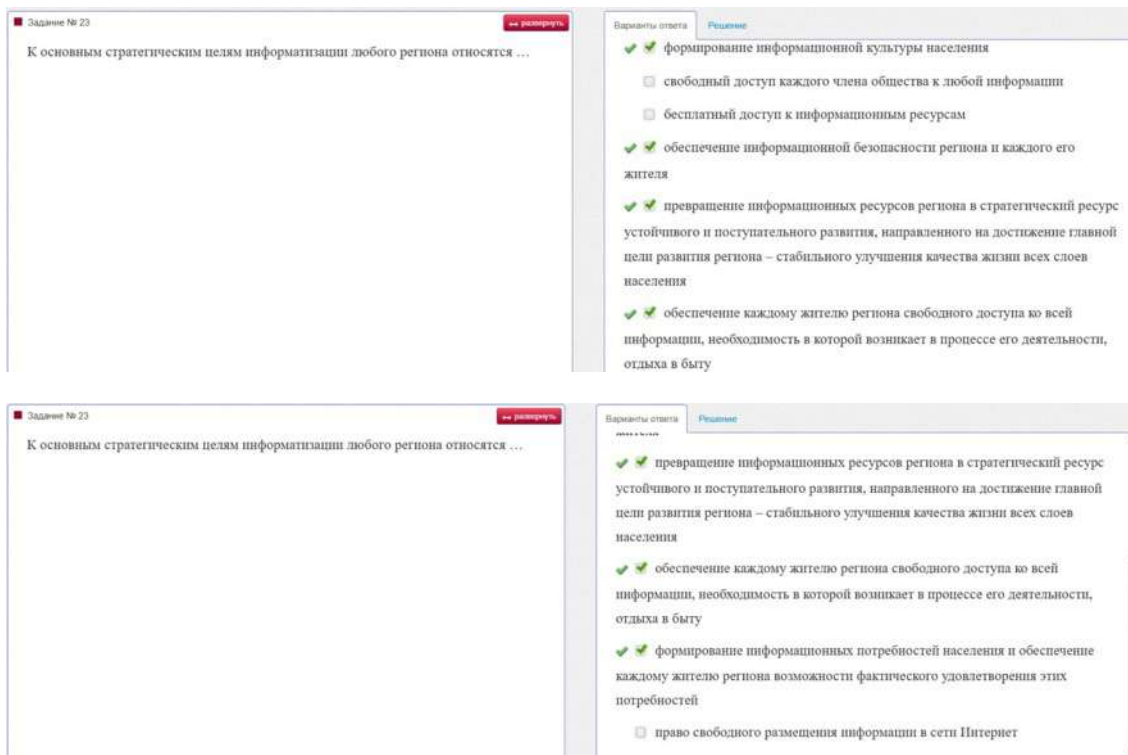 Задание № 23
развернуть
К основным стратегическим целям информатизации любого региона относятся …
Варианты ответа
Решение
формирование информационной культуры населения
свободный доступ каждого члена общества к любой информации
бесплатный доступ к информационным ресурсам
обеспечение информационной безопасности региона и каждого его
жителя
превращение информационных ресурсов региона в стратегический ресурс
устойчивого и поступательного развития, направленного на достижение главной
цели развития региона – стабильного улучшения качества жизни всех слоев
населения
обеспечение каждому жителю региона свободного доступа ко всей
информации, необходимость в которой возникает в процессе его деятельности,
отдыха в быту
Задание № 23
развернуть
К основным стратегическим целям информатизации любого региона относятся …
Варианты ответа
Решение
превращение информационных ресурсов региона в стратегический ресурс
устойчивого и поступательного развития, направленного на достижение главной
цели развития региона – стабильного улучшения качества жизни всех слоев
населения
обеспечение каждому жителю региона свободного доступа ко всей
информации, необходимость в которой возникает в процессе его деятельности,
отдыха в быту
формирование информационных потребностей населения и обеспечение
каждому жителю региона возможности фактического удовлетворения этих
потребностей
право свободного размещения информации в сети Интернет